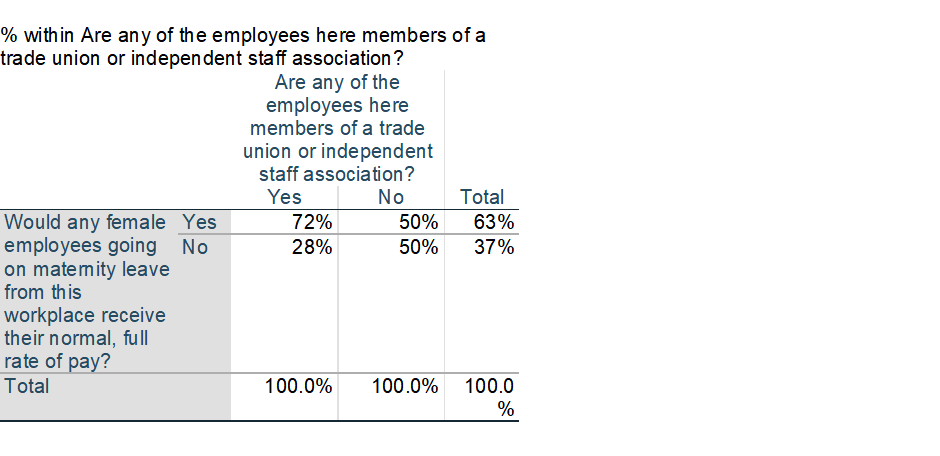 % within Are any of the employees here members of a
trade union or independent staff association?
Are any of the
employees here
members of a trade
union or independent
staff association?
Yes No Total
Would any female Yes 72% 50% 63%
employees going No 28% 50% 37%
on maternity leave
from this
workplace receive
their normal, full
rate of pay?
Total 100.0% 100.0% 100.0
%